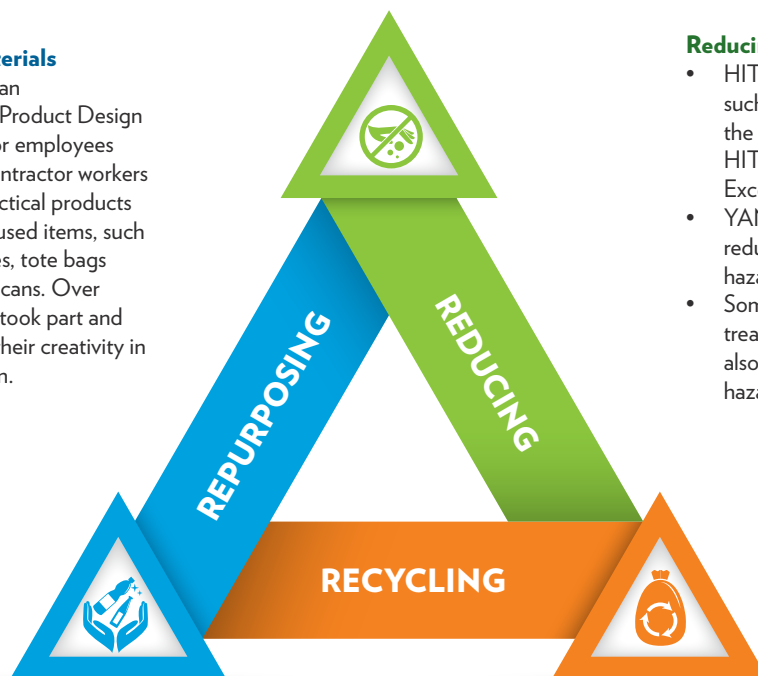 erials
an
Product Design
or employees
ntractor workers
ctical products
used items, such
es, tote bags
cans. Over
took part and
heir creativity in
n.
REPURPOSING
REDUCING
RECYCLING
Reducin
• HIT
such
the
HIT
Exc
• YAN
redu
haza
• Som
trea
also
haza